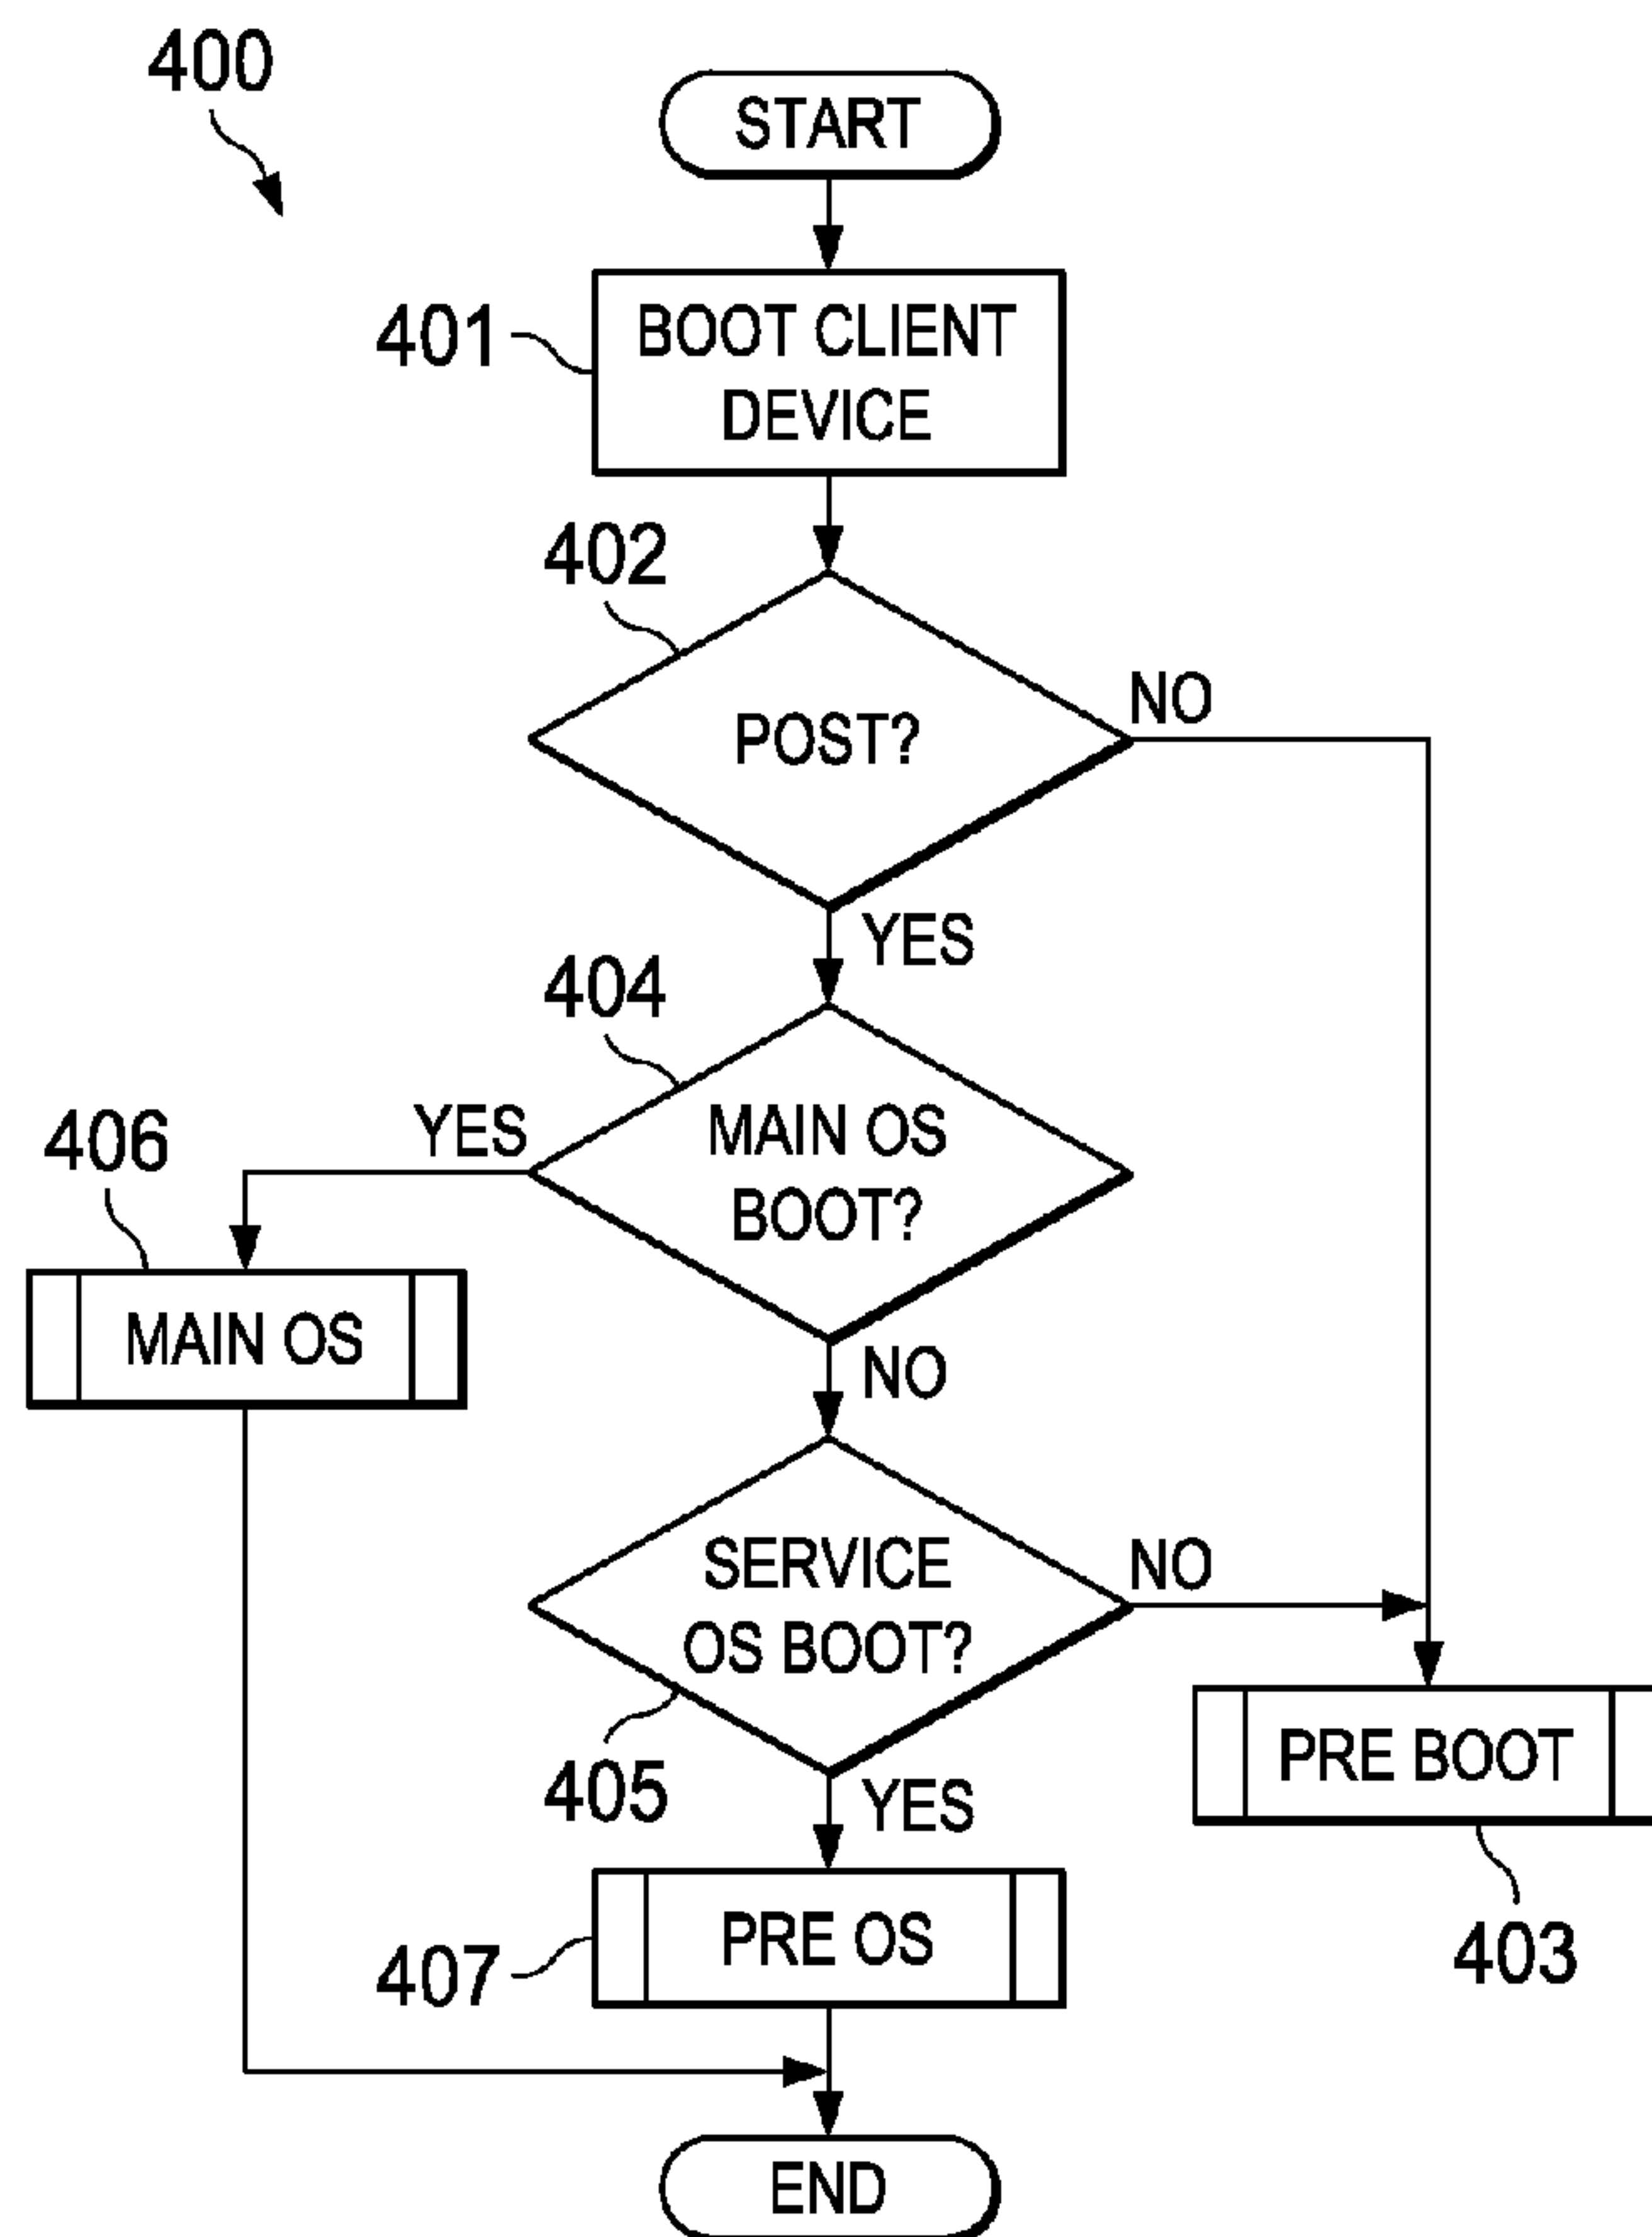 400
START
401
BOOT CLIENT
DEVICE
402
POST?
NO
YES
404
MAIN OS
BOOT?
YES
406
MAIN OS
NO
SERVICE
OS BOOT?
NO
405
YES
PRE BOOT
403
PRE OS
407
END